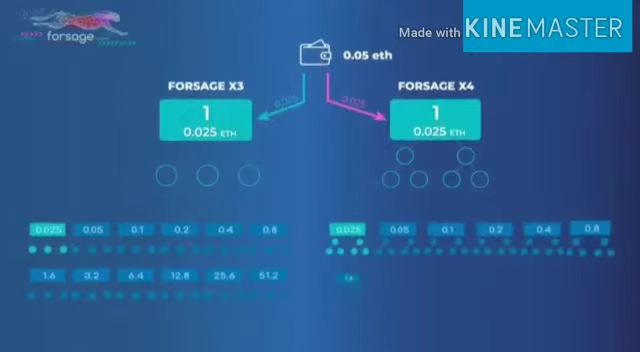 forsage
Made with KINEMASTER
0.05 eth
FORSAGE X3
FORSAGE X4
0.025
0.025
1
0.025 ETH
1
0.025 ETH
0.025 0.05 0.1 0.2 0.4 0.8
0.025 0.05 0.1 0.2 0.4 0.8
1.6 3.2 6.4 12.8 25.6 51.2